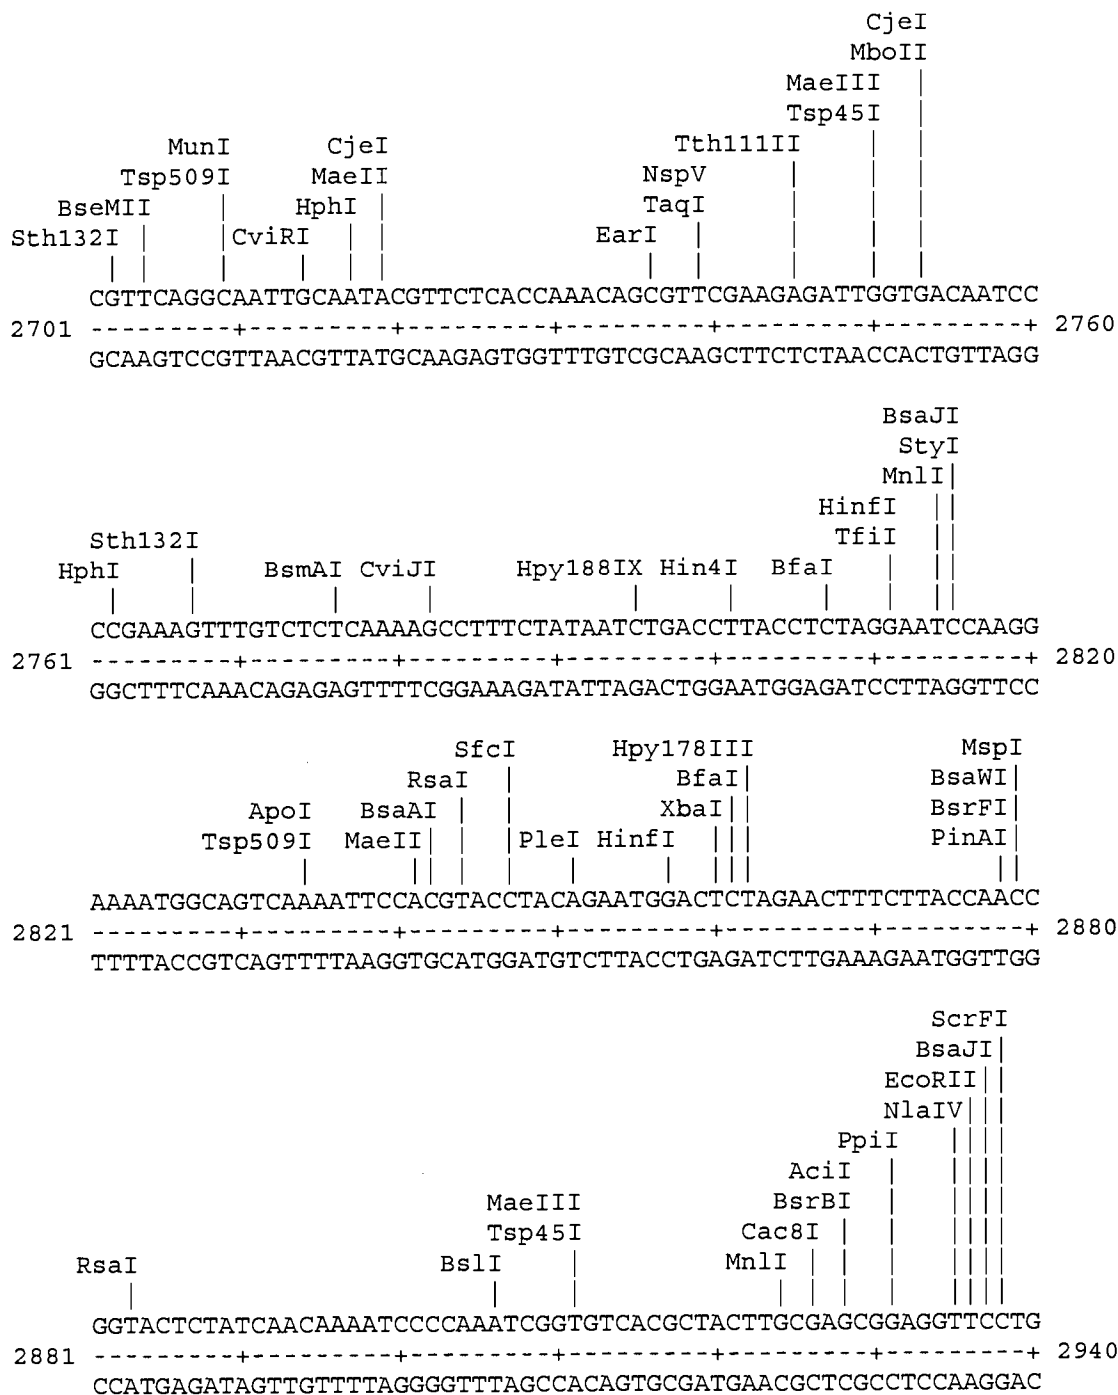 CjeI
MboII
MaeIII
Tsp45I
MunI CjeI Tth111II
Tsp509I MaeII NspV
BseMII HphI TaqI
Sth132I CviRI EarI
CGTTCAGGCAATTGCAATACGTTCTCACCAAACAGCGTTCGAAGAGATTGGTGACAATCC
2701 ---------+---------+---------+---------+---------+---------+ 2760
GCAAGTCCGTTAACGTTATGCAAGAGTGGTTTGTCGCAAGCTTCTCTAACCACTGTTAGG
BsaJI
StyI
MnlI
HinfI
Sth132I TfiI
HphI BsmAI CviJI Hpy188IX Hin4I BfaI
CCGAAAGTTTGTCTCTCAAAAGCCTTTCTATAATCTGACCTTACCTCTAGGAATCCAAGG
2761 ---------+---------+---------+---------+---------+---------+ 2820
GGCTTTCAAACAGAGAGTTTTCGGAAAGATATTAGACTGGAATGGAGATCCTTAGGTTCC
SfcI Hpy178III MspI
RsaI BfaI BsaWI
ApoI BsaAI XbaI BsrFI
Tsp509I MaeII PleI HinfI PinAI
AAAATGGCAGTCAAAATTCCACGTACCTACAGAATGGACTCTAGAACTTTCTTACCAACC
2821 ---------+---------+---------+---------+---------+---------+ 2880
TTTTACCGTCAGTTTTAAGGTGCATGGATGTCTTACCTGAGATCTTGAAAGAATGGTTGG
ScrFI
BsaJI
EcoRII
NlaIV
PpiI
AciI
MaeIII BsrBI
Tsp45I Cac8I
RsaI BslI MnlI
GGTACTCTATCAACAAAATCCCCAAATCGGTGTCACGCTACTTGCGAGCGGAGGTTCCTG
2881 ---------+---------+---------+---------+---------+---------+ 2940
CCATGAGATAGTTGTTTTAGGGGTTTAGCCACAGTGCGATGAACGCTCGCCTCCAAGGAC